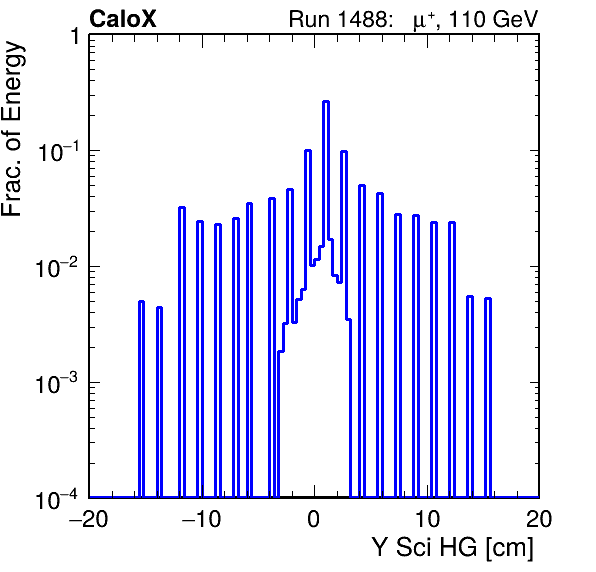 CaloX Run 1488: μ⁺, 110 GeV
Frac. of Energy
1
10⁻¹
10⁻²
10⁻³
10⁻⁴
−20 −10 0 10 20
Y Sci HG [cm]